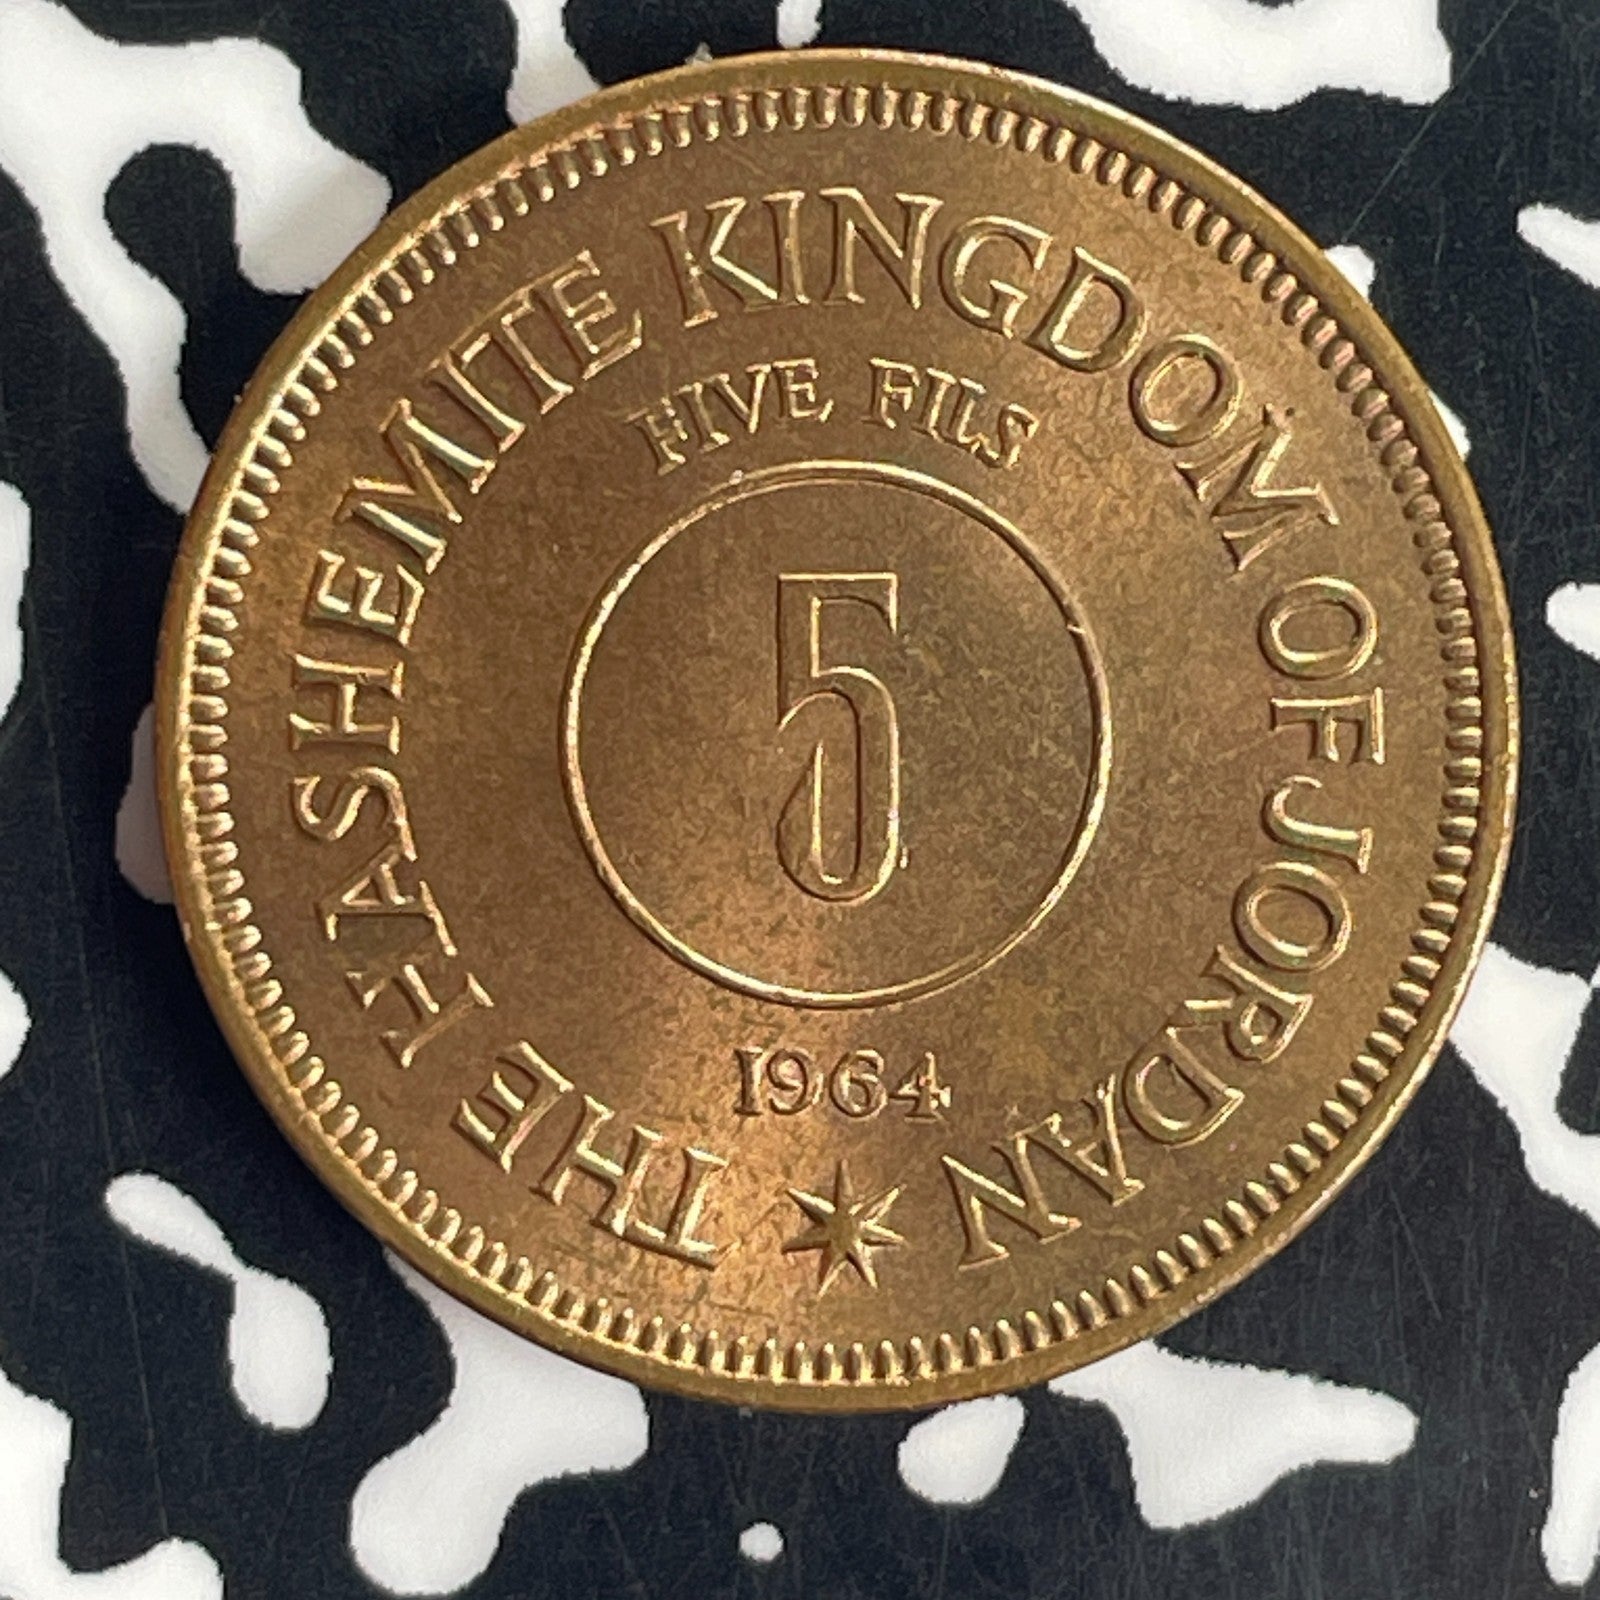 THE HASHEMITE KINGDOM OF JORDAN
FIVE FILS
5
1964